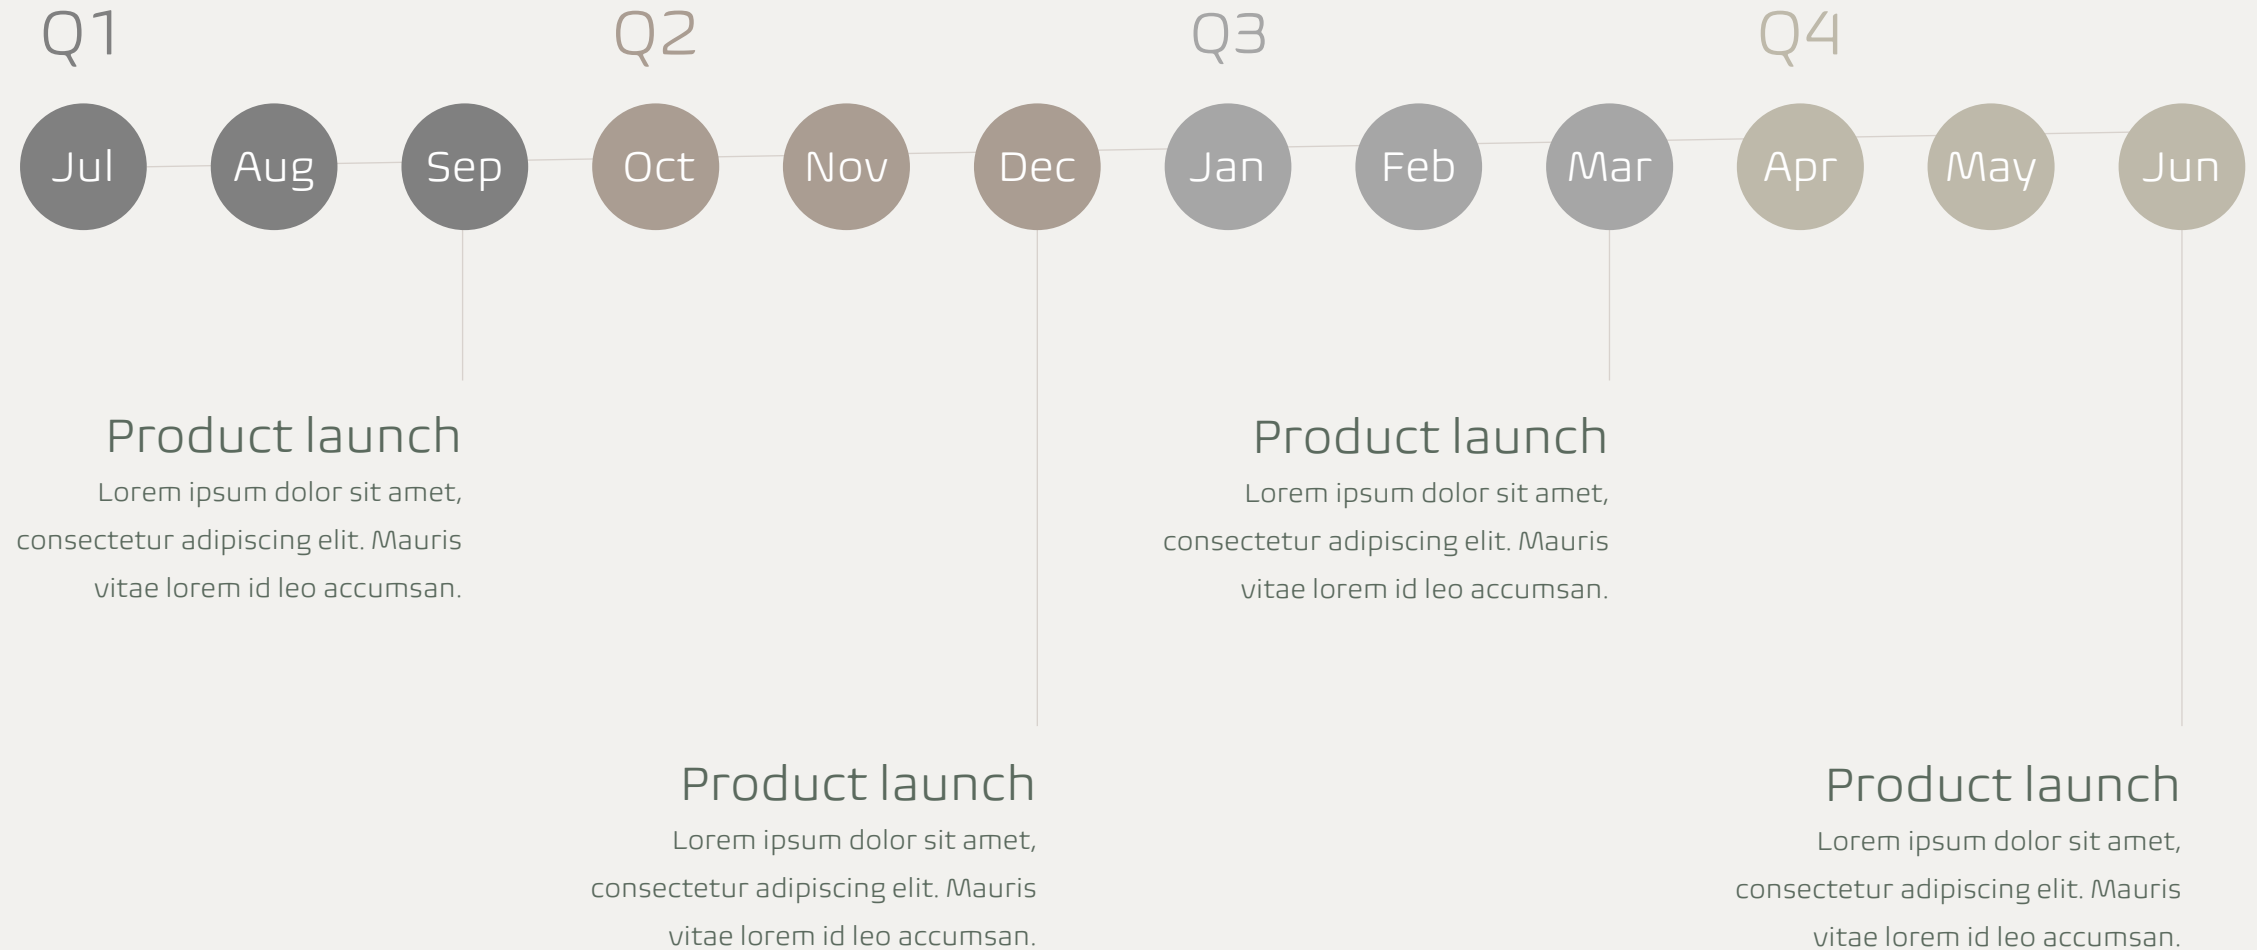 Q1
Q2
Q3
Q4
Jul
Aug
Sep
Oct
Nov
Dec
Jan
Feb
Mar
Apr
May
Jun
Product launch
Lorem ipsum dolor sit amet,
consectetur adipiscing elit. Mauris
vitae lorem id leo accumsan.
Product launch
Lorem ipsum dolor sit amet,
consectetur adipiscing elit. Mauris
vitae lorem id leo accumsan.
Product launch
Lorem ipsum dolor sit amet,
consectetur adipiscing elit. Mauris
vitae lorem id leo accumsan.
Product launch
Lorem ipsum dolor sit amet,
consectetur adipiscing elit. Mauris
vitae lorem id leo accumsan.